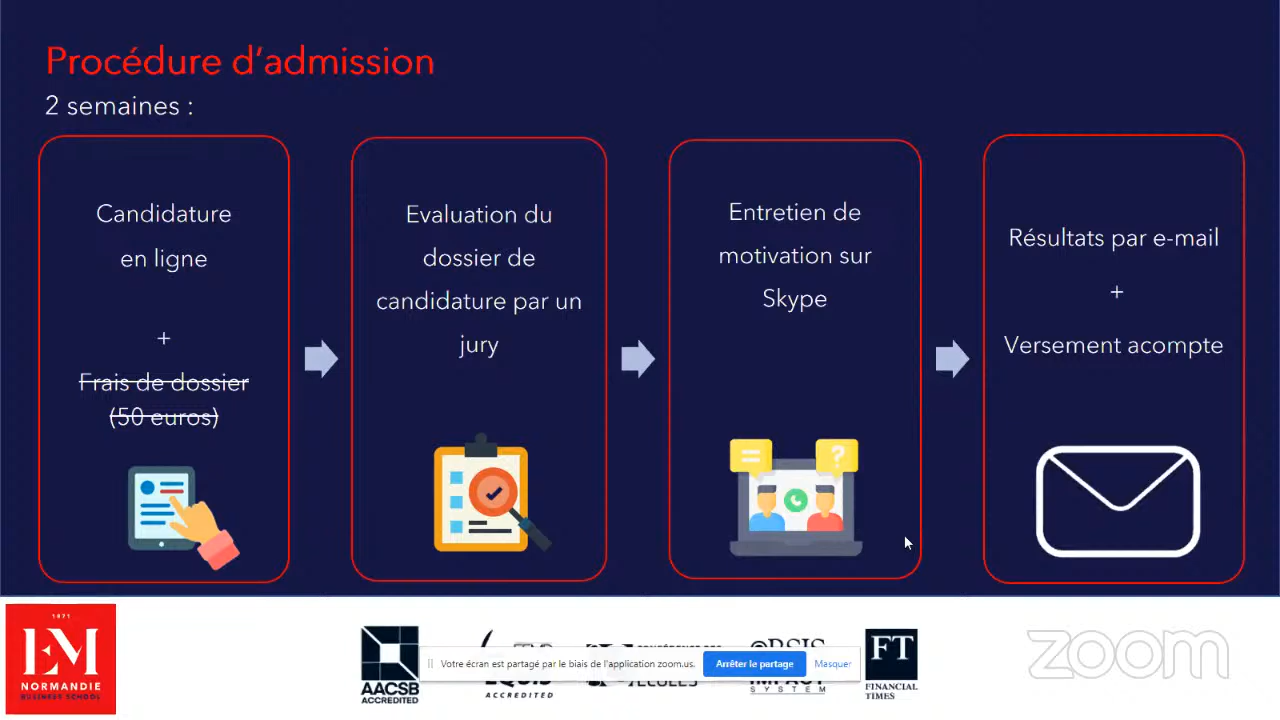 Procédure d’admission
2 semaines :
Candidature
en ligne
+
Frais de dossier
(50 euros)
Evaluation du
dossier de
candidature par un
jury
Entretien de
motivation sur
Skype
Résultats par e-mail
+
Versement acompte
1871
EM
NORMANDIE
BUSINESS SCHOOL
AACSB
ACCREDITED
ACCREDITED
Votre écran est partagé par le biais de l'application zoom.us.
Arrêter le partage
Masquer
SYSTEM
FT
FINANCIAL
TIMES
zoom